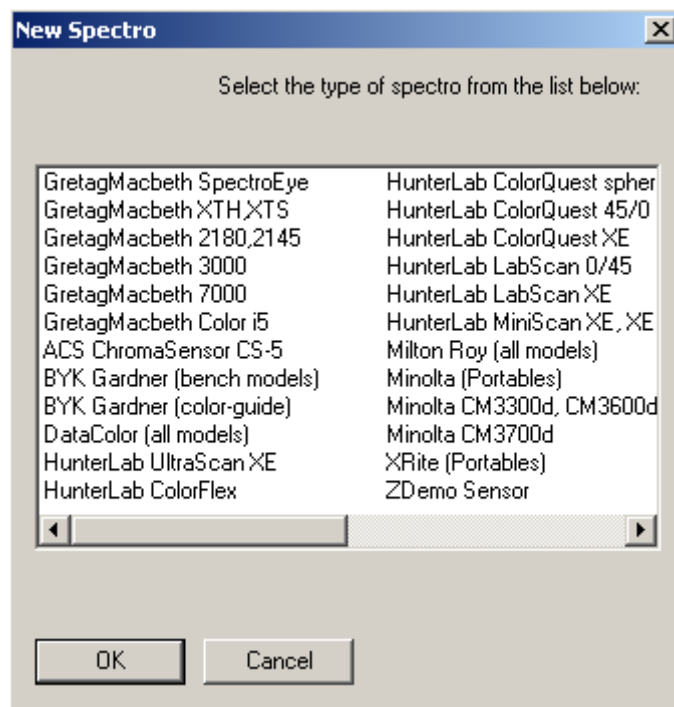 New Spectro
Select the type of spectro from the list below:
GretagMacbeth SpectroEye
GretagMacbeth XTH,XTS
GretagMacbeth 2180,2145
GretagMacbeth 3000
GretagMacbeth 7000
GretagMacbeth Color i5
ACS ChromaSensor CS-5
BYK Gardner (bench models)
BYK Gardner (color-guide)
DataColor (all models)
HunterLab UltraScan XE
HunterLab ColorFlex
HunterLab ColorQuest spher
HunterLab ColorQuest 45/0
HunterLab ColorQuest XE
HunterLab LabScan 0/45
HunterLab LabScan XE
HunterLab MiniScan XE, XE
Milton Roy (all models)
Minolta (Portables)
Minolta CM3300d, CM3600d
Minolta CM3700d
XRite (Portables)
ZDemo Sensor
OK
Cancel